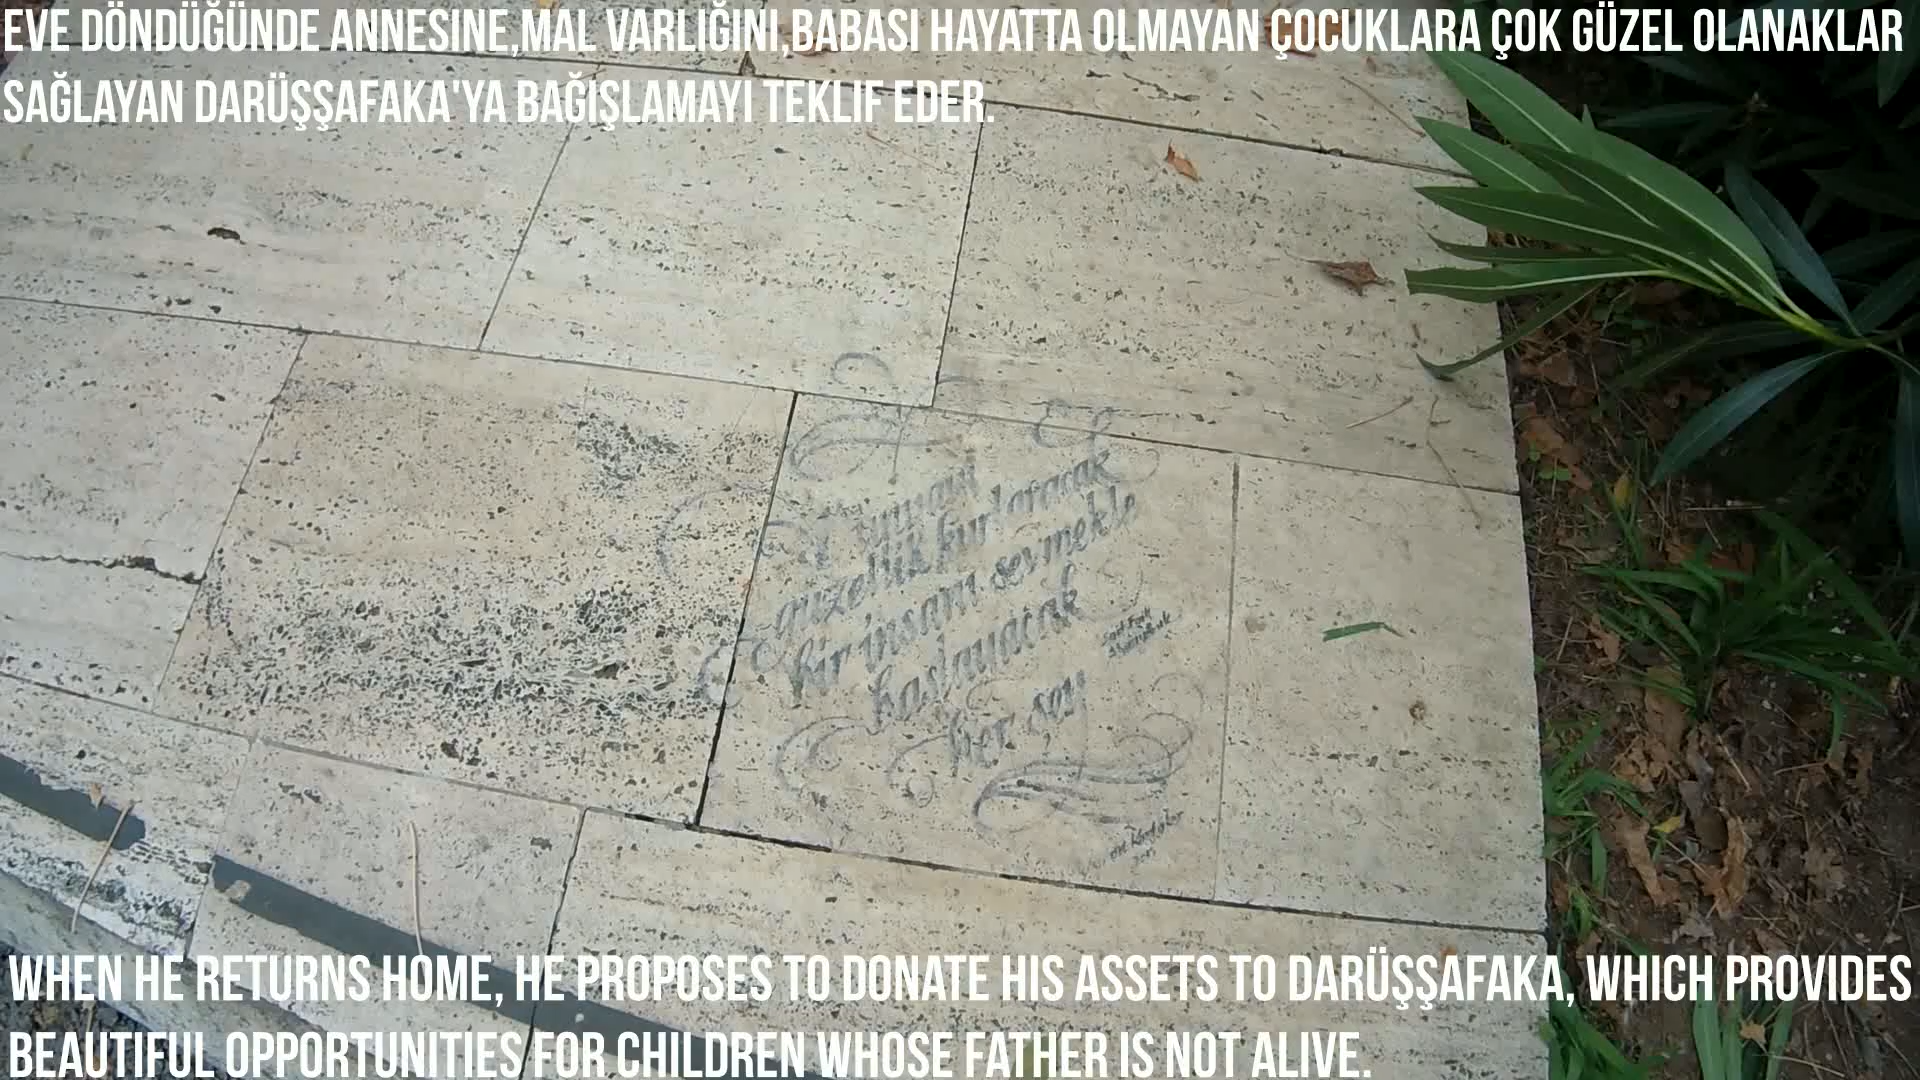 EVE DÖNDÜĞÜNDE ANNESINE,MAL VARLIĞINI,BABASI HAYATTA OLMAYAN ÇOCUKLARA ÇOK GÜZEL OLANAKLAR
SAĞLAYAN DARÜŞŞAFAKA'YA BAĞIŞLAMAYI TEKLIF EDER.
güzellik kurtaracak
bir insanı sevmekle
başlayacak
her şey
Sait Faik
WHEN HE RETURNS HOME, HE PROPOSES TO DONATE HIS ASSETS TO DARÜŞŞAFAKA, WHICH PROVIDES
BEAUTIFUL OPPORTUNITIES FOR CHILDREN WHOSE FATHER IS NOT ALIVE.